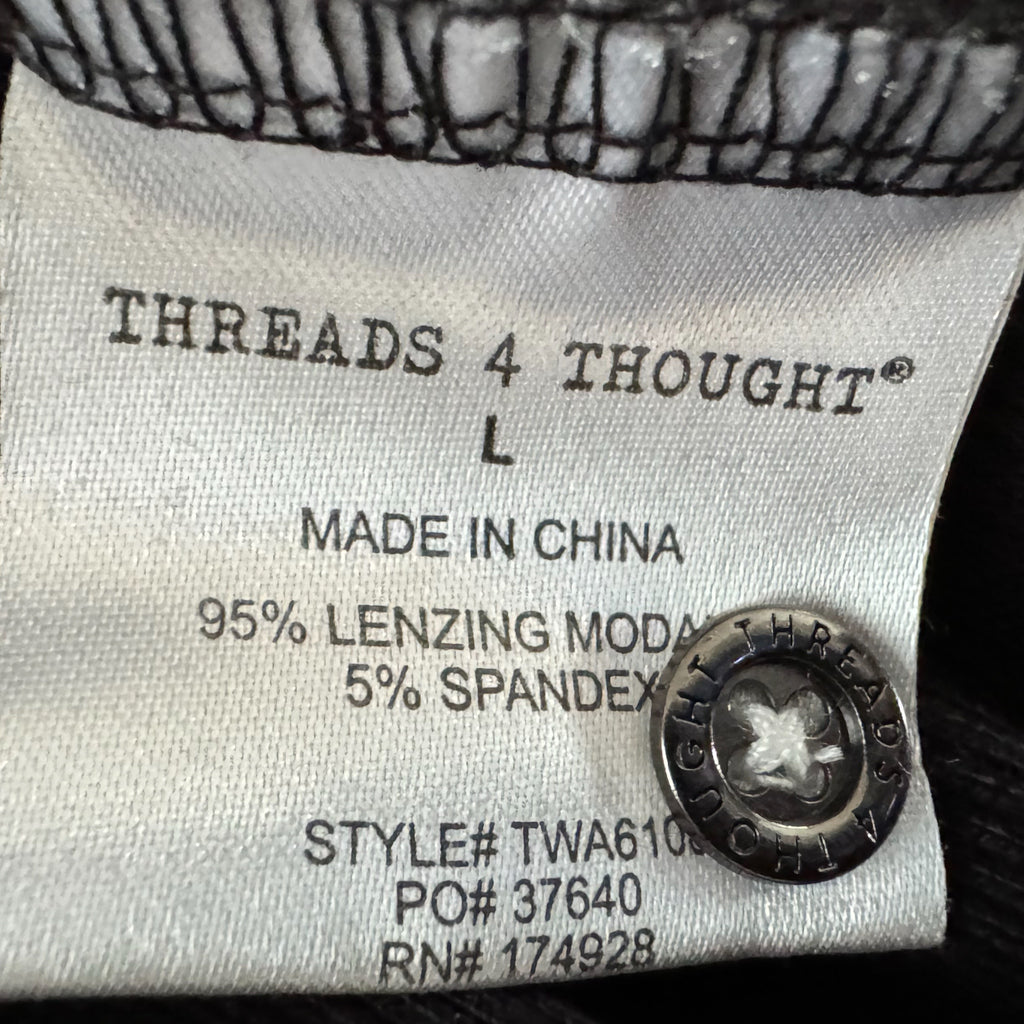 THREADS 4 THOUGHT®
L
MADE IN CHINA
95% LENZING MODA
5% SPANDEX
THREADS 4 THOUGHT
STYLE# TWA610
PO# 37640
RN# 174928